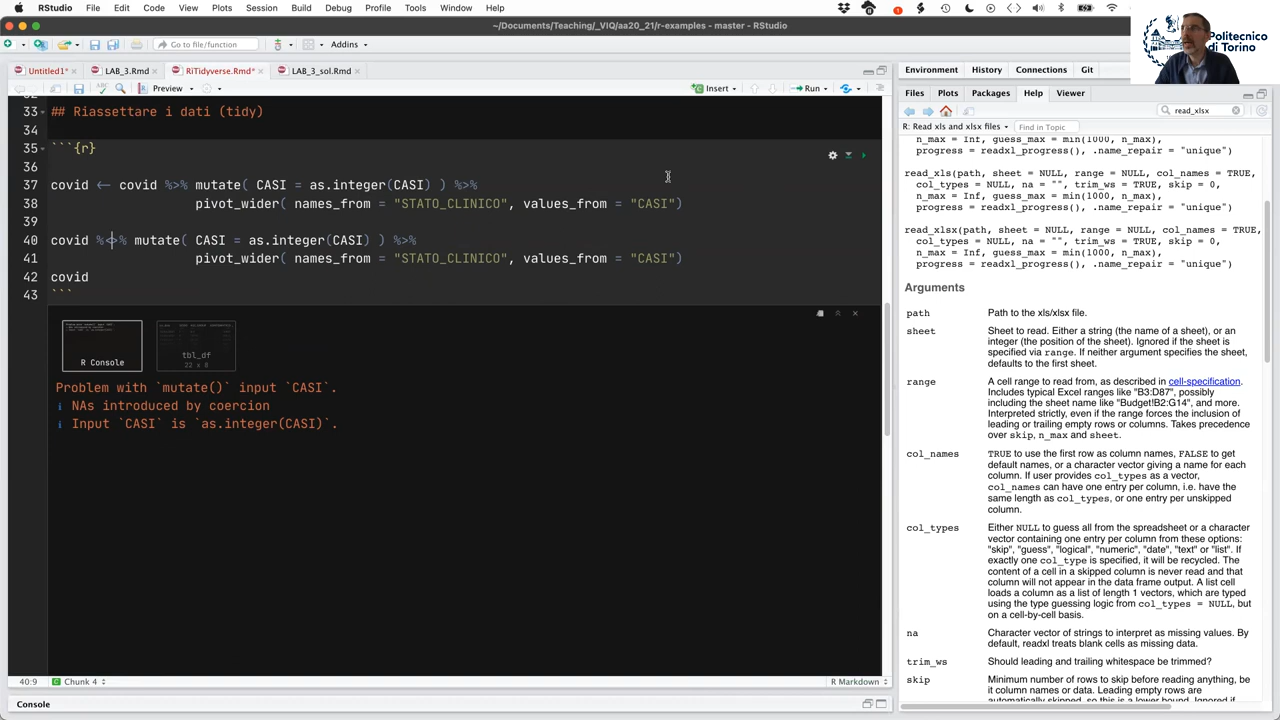 RStudio File Edit Code View Plots Session Build Debug Profile Tools Window Help
~/Documents/Teaching/_VIQ/aa20_21/r-examples - master - RStudio
Politecnico
di Torino
Go to file/function Addins
Untitled1* LAB_3.Rmd RiTidyverse.Rmd* LAB_3_sol.Rmd
Preview Insert Run
33 ## Riassettare i dati (tidy)
34
35 ```{r}
36
37 covid <- covid %>% mutate( CASI = as.integer(CASI) ) %>%
38 pivot_wider( names_from = "STATO_CLINICO", values_from = "CASI")
39
40 covid %<>% mutate( CASI = as.integer(CASI) ) %>%
41 pivot_wider( names_from = "STATO_CLINICO", values_from = "CASI")
42 covid
43 ```
R Console
tbl_df
22 x 8
Problem with `mutate()` input `CASI`.
i NAs introduced by coercion
i Input `CASI` is `as.integer(CASI)`.
40:9 Chunk 4 R Markdown
Console
Environment History Connections Git
Files Plots Packages Help Viewer
read_xlsx
R: Read xls and xlsx files Find in Topic
n_max = Inf, guess_max = min(1000, n_max),
progress = readxl_progress(), .name_repair = "unique")
read_xls(path, sheet = NULL, range = NULL, col_names = TRUE,
col_types = NULL, na = "", trim_ws = TRUE, skip = 0,
n_max = Inf, guess_max = min(1000, n_max),
progress = readxl_progress(), .name_repair = "unique")
read_xlsx(path, sheet = NULL, range = NULL, col_names = TRUE,
col_types = NULL, na = "", trim_ws = TRUE, skip = 0,
n_max = Inf, guess_max = min(1000, n_max),
progress = readxl_progress(), .name_repair = "unique")
Arguments
path Path to the xls/xlsx file.
sheet Sheet to read. Either a string (the name of a sheet), or an
integer (the position of the sheet). Ignored if the sheet is
specified via range. If neither argument specifies the sheet,
defaults to the first sheet.
range A cell range to read from, as described in cell-specification.
Includes typical Excel ranges like "B3:D87", possibly
including the sheet name like "Budget!B2:G14", and more.
Interpreted strictly, even if the range forces the inclusion of
leading or trailing empty rows or columns. Takes precedence
over skip, n_max and sheet.
col_names TRUE to use the first row as column names, FALSE to get
default names, or a character vector giving a name for each
column. If user provides col_types as a vector,
col_names can have one entry per column, i.e. have the
same length as col_types, or one entry per unskipped
column.
col_types Either NULL to guess all from the spreadsheet or a character
vector containing one entry per column from these options:
"skip", "guess", "logical", "numeric", "date", "text" or "list". If
exactly one col_type is specified, it will be recycled. The
content of a cell in a skipped column is never read and that
column will not appear in the data frame output. A list cell
loads a column as a list of length 1 vectors, which are typed
using the type guessing logic from col_types = NULL, but
on a cell-by-cell basis.
na Character vector of strings to interpret as missing values. By
default, readxl treats blank cells as missing data.
trim_ws Should leading and trailing whitespace be trimmed?
skip Minimum number of rows to skip before reading anything, be
it column names or data. Leading empty rows are
automatically skipped, so this is a lower bound. Ignored if